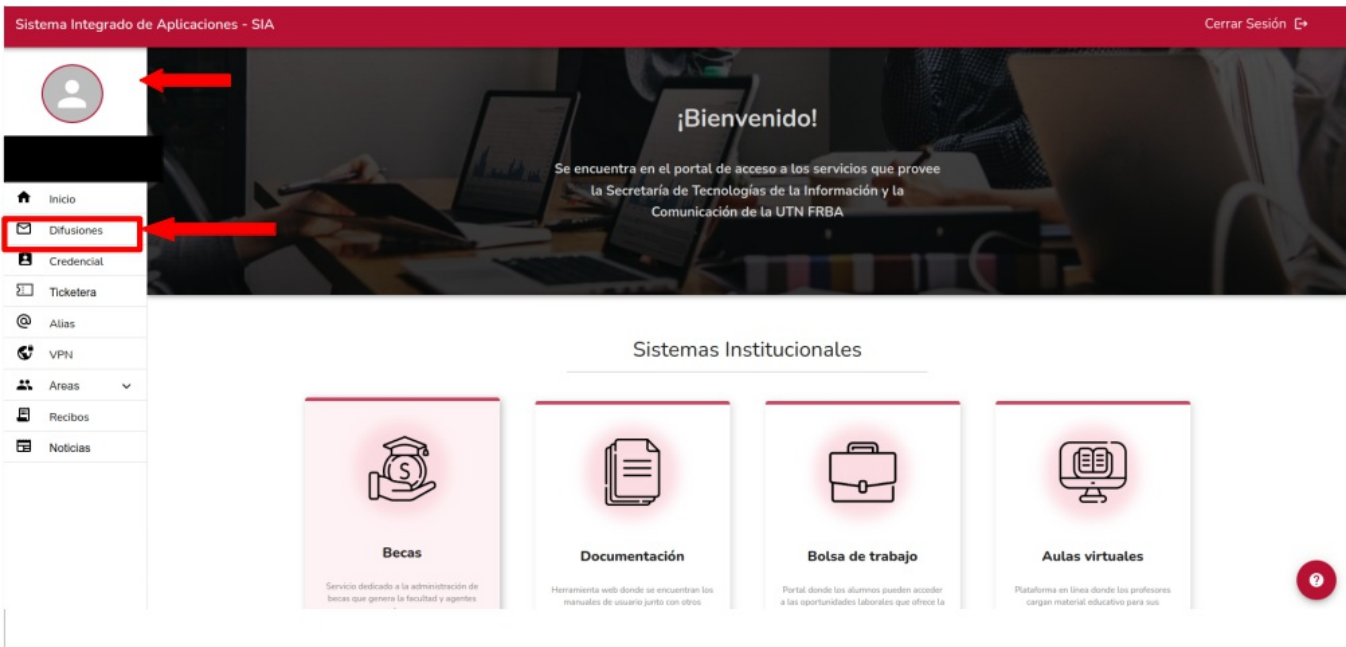 Sistema Integrado de Aplicaciones - SIA
Cerrar Sesión
¡Bienvenido!
Se encuentra en el portal de acceso a los servicios que provee
la Secretaría de Tecnologías de la Información y la
Comunicación de la UTN FRBA
Inicio
Difusiones
Credencial
Ticketera
Alias
VPN
Areas
Recibos
Noticias
Sistemas Institucionales
Becas
Servicio dedicado a la administración de
becas que genera la facultad y agentes
Documentación
Herramienta web donde se encuentran los
manuales de usuario junto con otros
Bolsa de trabajo
Portal donde los alumnos pueden acceder
a las oportunidades laborales que ofrece la
Aulas virtuales
Plataforma en línea donde los profesores
cargan material educativo para sus